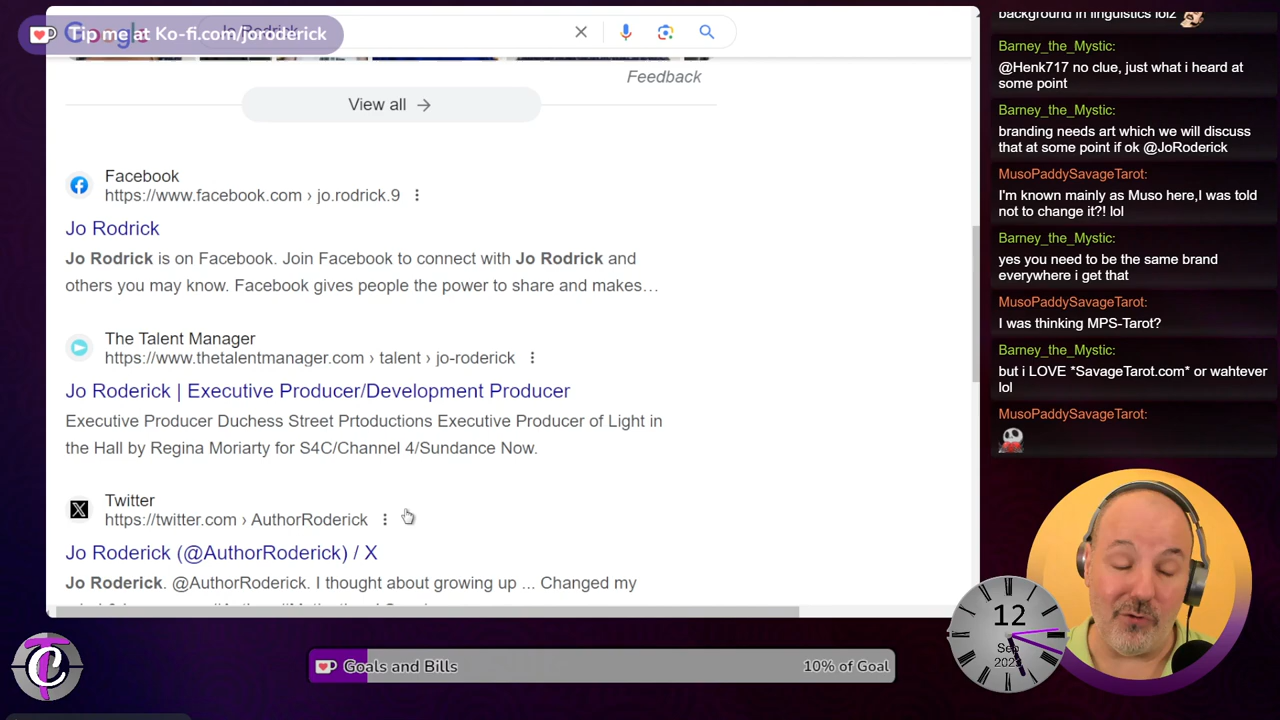 Tip me at Ko-fi.com/joroderick
Feedback
View all
Facebook
https://www.facebook.com › jo.rodrick.9
Jo Rodrick
Jo Rodrick is on Facebook. Join Facebook to connect with Jo Rodrick and
others you may know. Facebook gives people the power to share and makes…
The Talent Manager
https://www.thetalentmanager.com › talent › jo-roderick
Jo Roderick | Executive Producer/Development Producer
Executive Producer Duchess Street Prtoductions Executive Producer of Light in
the Hall by Regina Moriarty for S4C/Channel 4/Sundance Now.
Twitter
https://twitter.com › AuthorRoderick
Jo Roderick (@AuthorRoderick) / X
Jo Roderick. @AuthorRoderick. I thought about growing up ... Changed my
background in linguistics lolz
Barney_the_Mystic:
@Henk717 no clue, just what i heard at
some point
Barney_the_Mystic:
branding needs art which we will discuss
that at some point if ok @JoRoderick
MusoPaddySavageTarot:
I'm known mainly as Muso here,I was told
not to change it?! lol
Barney_the_Mystic:
yes you need to be the same brand
everywhere i get that
MusoPaddySavageTarot:
I was thinking MPS-Tarot?
Barney_the_Mystic:
but i LOVE *SavageTarot.com* or wahtever
lol
MusoPaddySavageTarot:
12
Sep
TC
Goals and Bills
10% of Goal